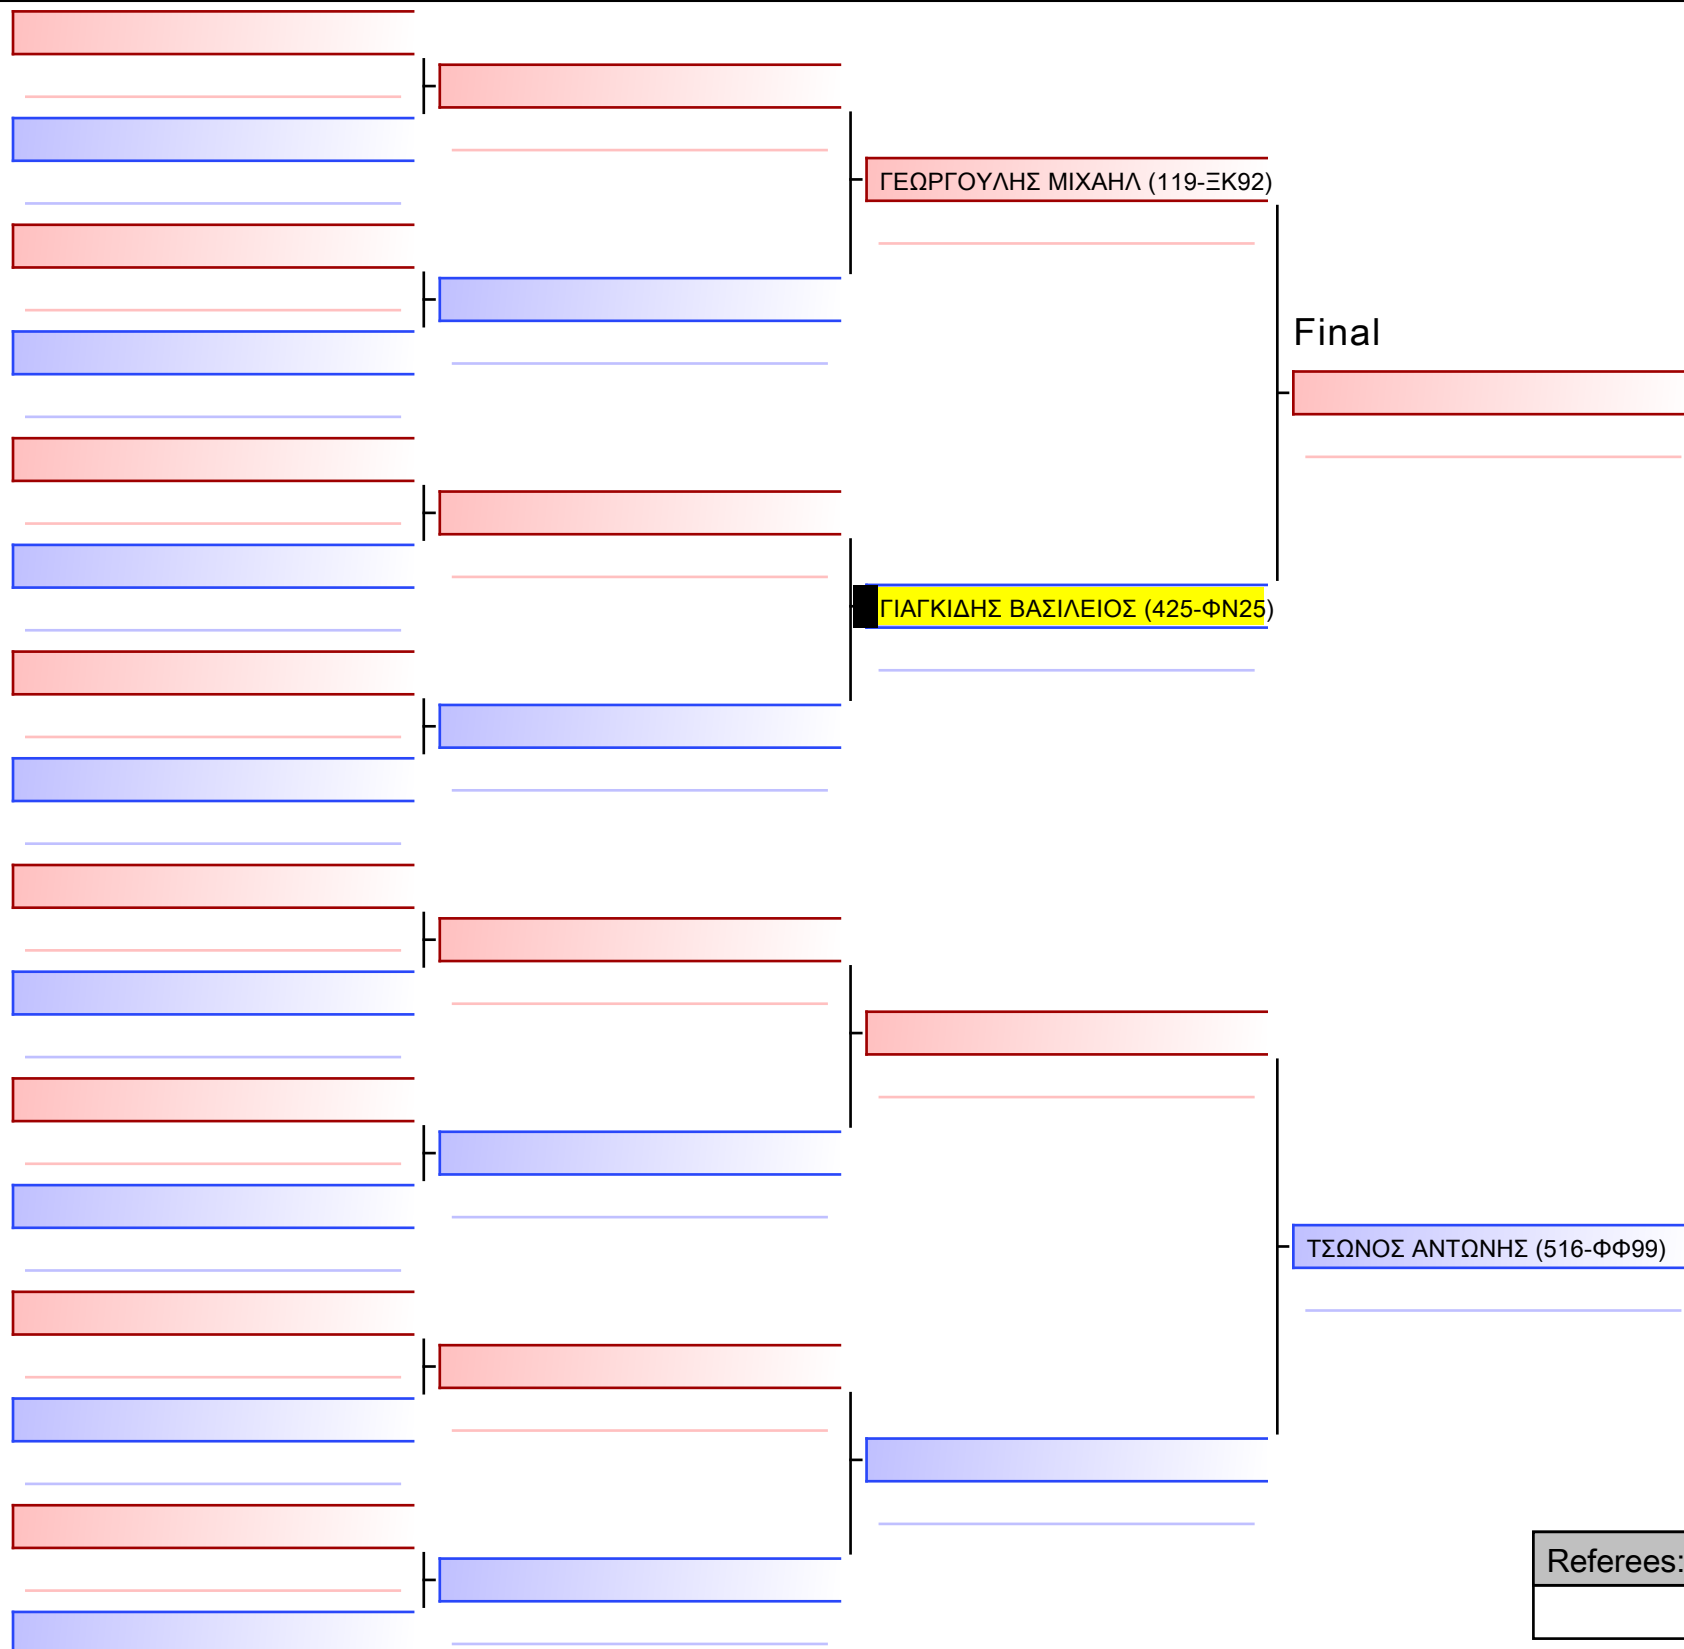 ΓΕΩΡΓΟΥΛΗΣ ΜΙΧΑΗΛ (119-ΞΚ92)
Final
ΓΙΑΓΚΙΔΗΣ ΒΑΣΙΛΕΙΟΣ (425-ΦΝ25)
ΤΣΩΝΟΣ ΑΝΤΩΝΗΣ (516-ΦΦ99)
Referees: